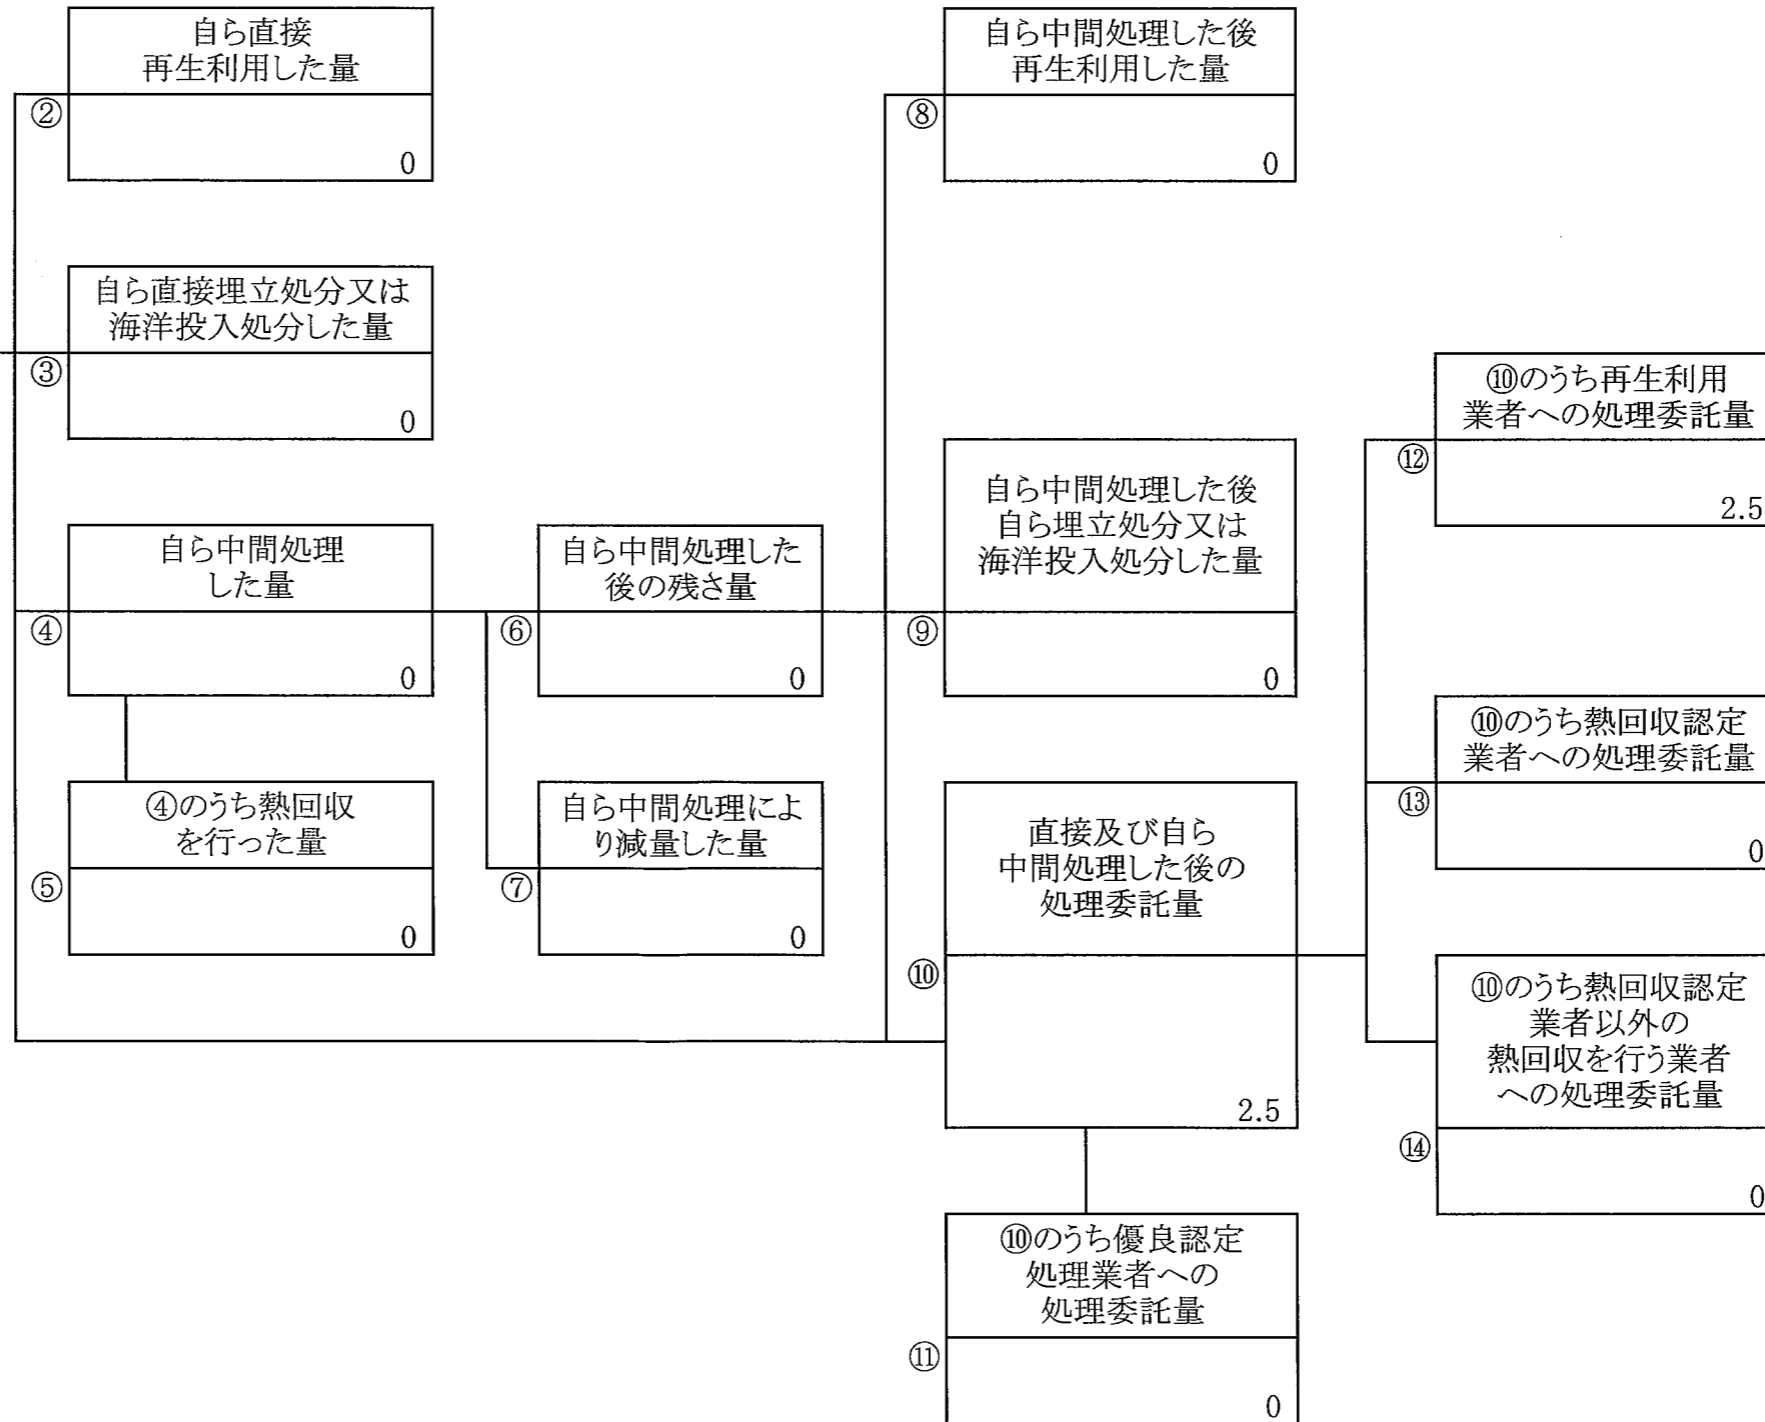 自ら直接
再生利用した量
②
0
自ら中間処理した後
再生利用した量
⑧
0
自ら直接埋立処分又は
海洋投入処分した量
③
0
⑩のうち再生利用
業者への処理委託量
⑫
2.5
自ら中間処理
した量
④
0
自ら中間処理した
後の残さ量
⑥
0
自ら中間処理した後
自ら埋立処分又は
海洋投入処分した量
⑨
0
⑩のうち熱回収認定
業者への処理委託量
⑬
0
④のうち熱回収
を行った量
⑤
0
自ら中間処理によ
り減量した量
⑦
0
直接及び自ら
中間処理した後の
処理委託量
⑩
2.5
⑩のうち熱回収認定
業者以外の
熱回収を行う業者
への処理委託量
⑭
0
⑩のうち優良認定
処理業者への
処理委託量
⑪
0